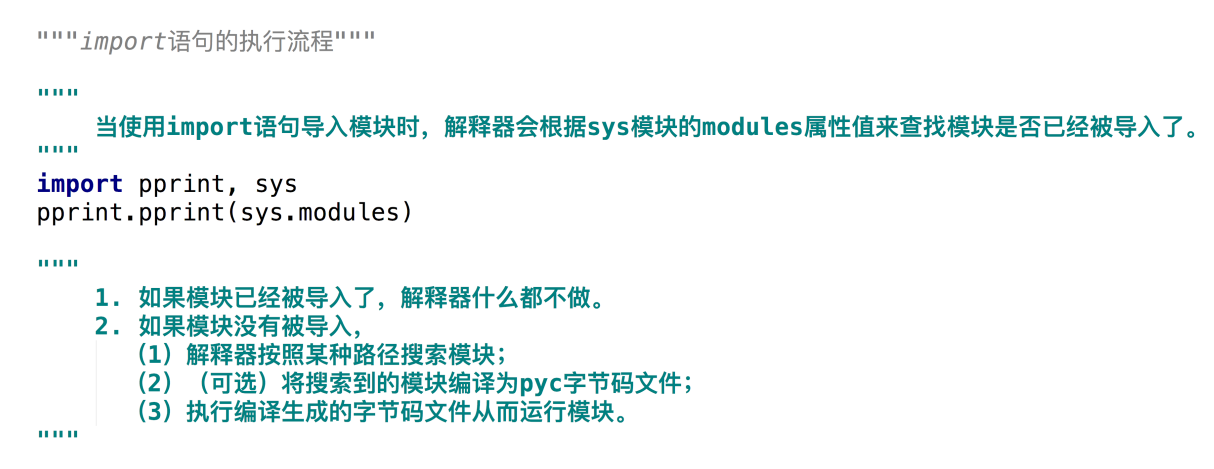 """import语句的执行流程"""
"""
当使用import语句导入模块时，解释器会根据sys模块的modules属性值来查找模块是否已经被导入了。
"""
import pprint, sys
pprint.pprint(sys.modules)
"""
1. 如果模块已经被导入了，解释器什么都不做。
2. 如果模块没有被导入，
（1）解释器按照某种路径搜索模块；
（2）（可选）将搜索到的模块编译为pyc字节码文件；
（3）执行编译生成的字节码文件从而运行模块。
"""